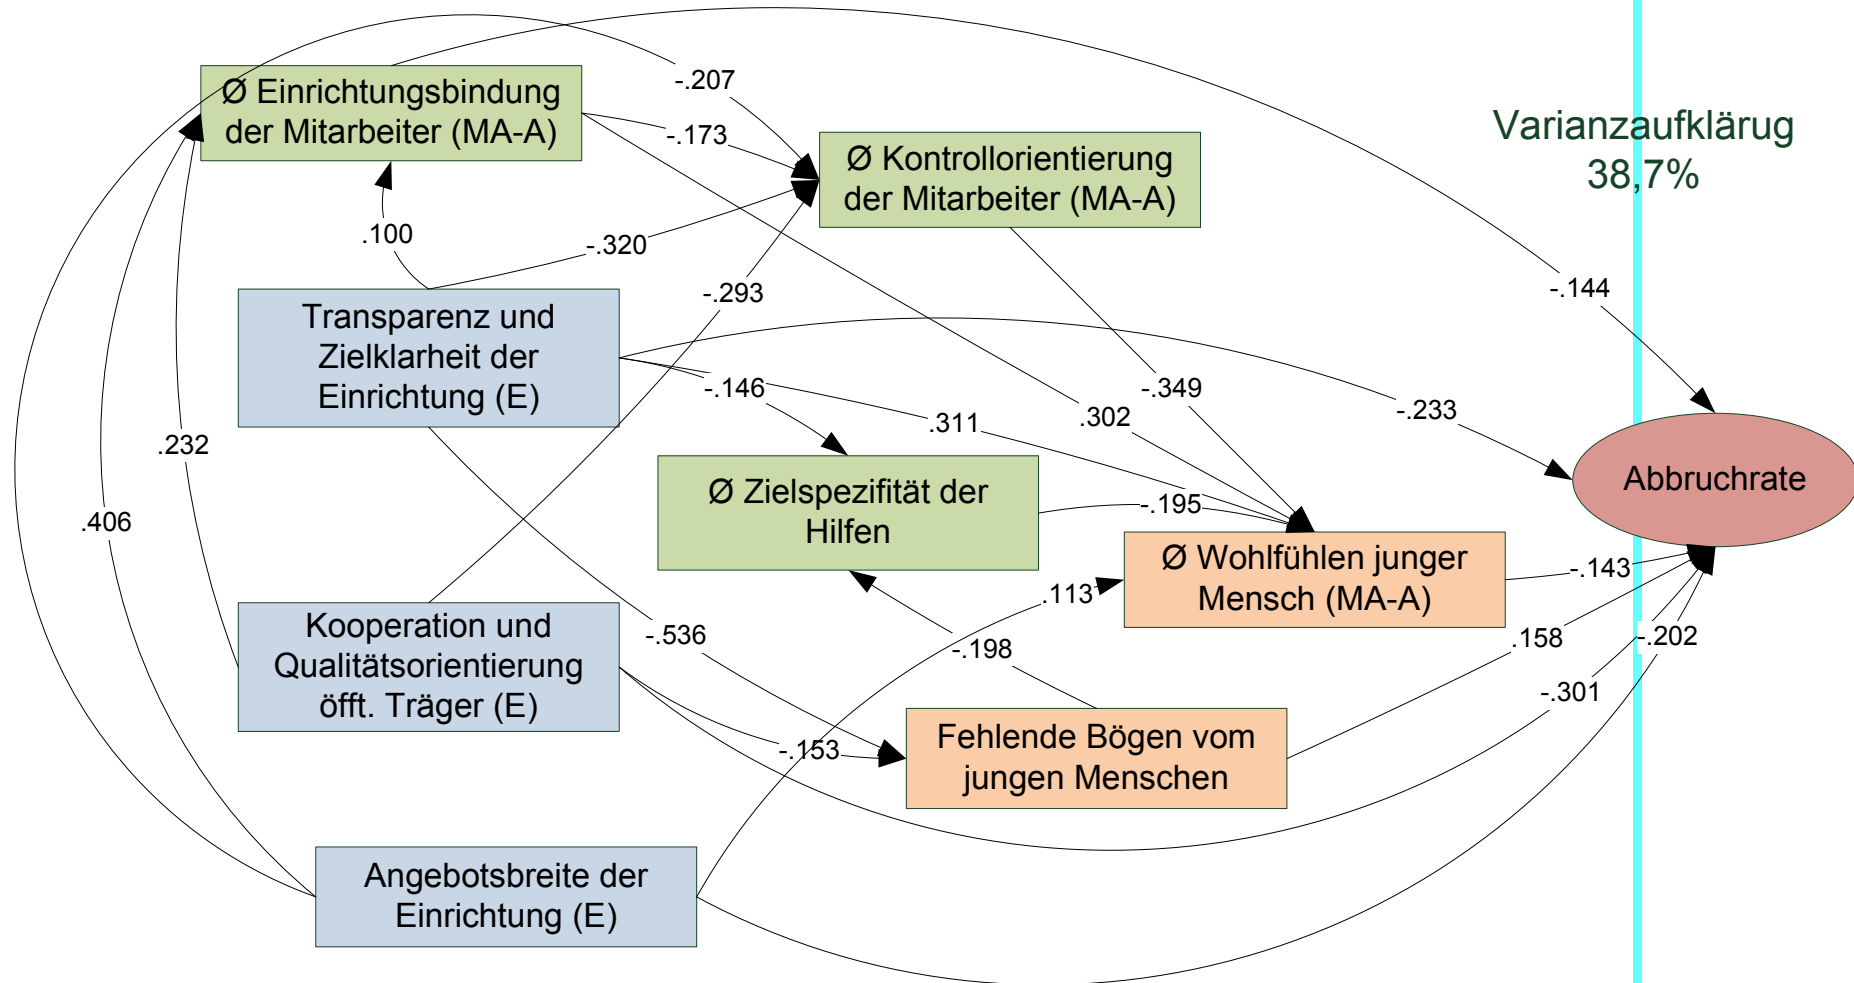 -.207
Ø Einrichtungsbindung
der Mitarbeiter (MA-A)
-.173
Varianzaufklärug
38,7%
Ø Kontrollorientierung
der Mitarbeiter (MA-A)
.100
-.320
-.293
-.144
Transparenz und
Zielklarheit der
Einrichtung (E)
-.146
.311
.302
-.349
-.233
.232
.406
Ø Zielspezifität der
Hilfen
-.195
Abbruchrate
Ø Wohlfühlen junger
Mensch (MA-A)
-.143
.113
Kooperation und
Qualitätsorientierung
öfft. Träger (E)
-.536
-.198
.158
-.202
-.301
-.153
Fehlende Bögen vom
jungen Menschen
Angebotsbreite der
Einrichtung (E)